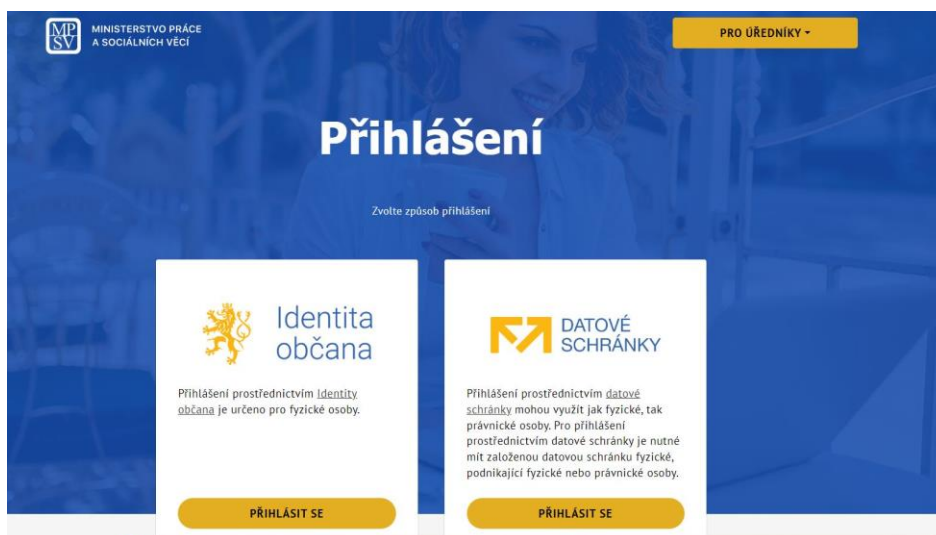 MP
SV
MINISTERSTVO PRÁCE
A SOCIÁLNÍCH VĚCÍ
PRO ÚŘEDNÍKY
Přihlášení
Zvolte způsob přihlášení
Identita
občana
Přihlášení prostřednictvím Identity
občana je určeno pro fyzické osoby.
PŘIHLÁSIT SE
DATOVÉ
SCHRÁNKY
Přihlášení prostřednictvím datové
schránky mohou využít jak fyzické, tak
právnické osoby. Pro přihlášení
prostřednictvím datové schránky je nutné
mít založenou datovou schránku fyzické,
podnikající fyzické nebo právnické osoby.
PŘIHLÁSIT SE